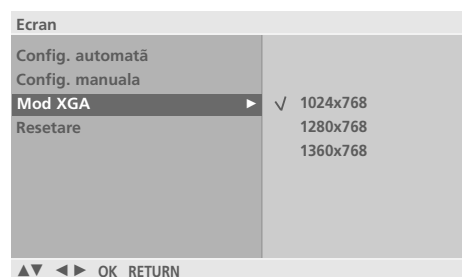 Ecran
Config. automatã
Config. manuala
Mod XGA ▶
Resetare
√ 1024x768
1280x768
1360x768
▲▼ ◀ ▶ OK RETURN